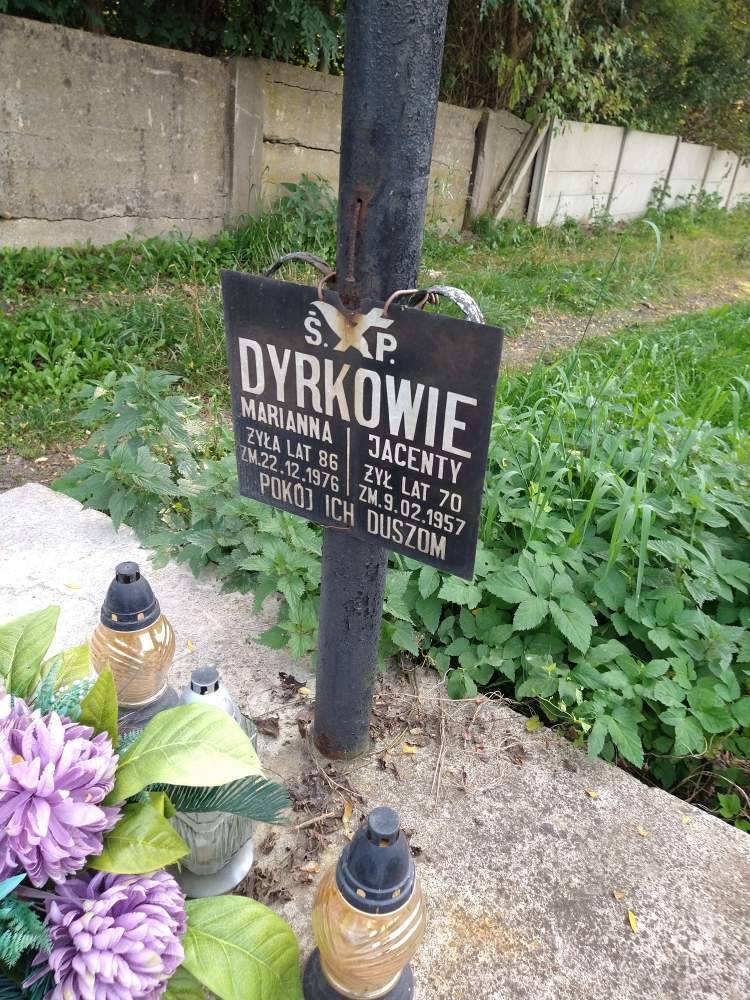 Ś. P.
DYRKOWIE
MARIANNA
ŻYŁA LAT 86
ZM.22.12.1976
JACENTY
ŻYŁ LAT 70
ZM.9.02.1957
POKÓJ ICH DUSZOM